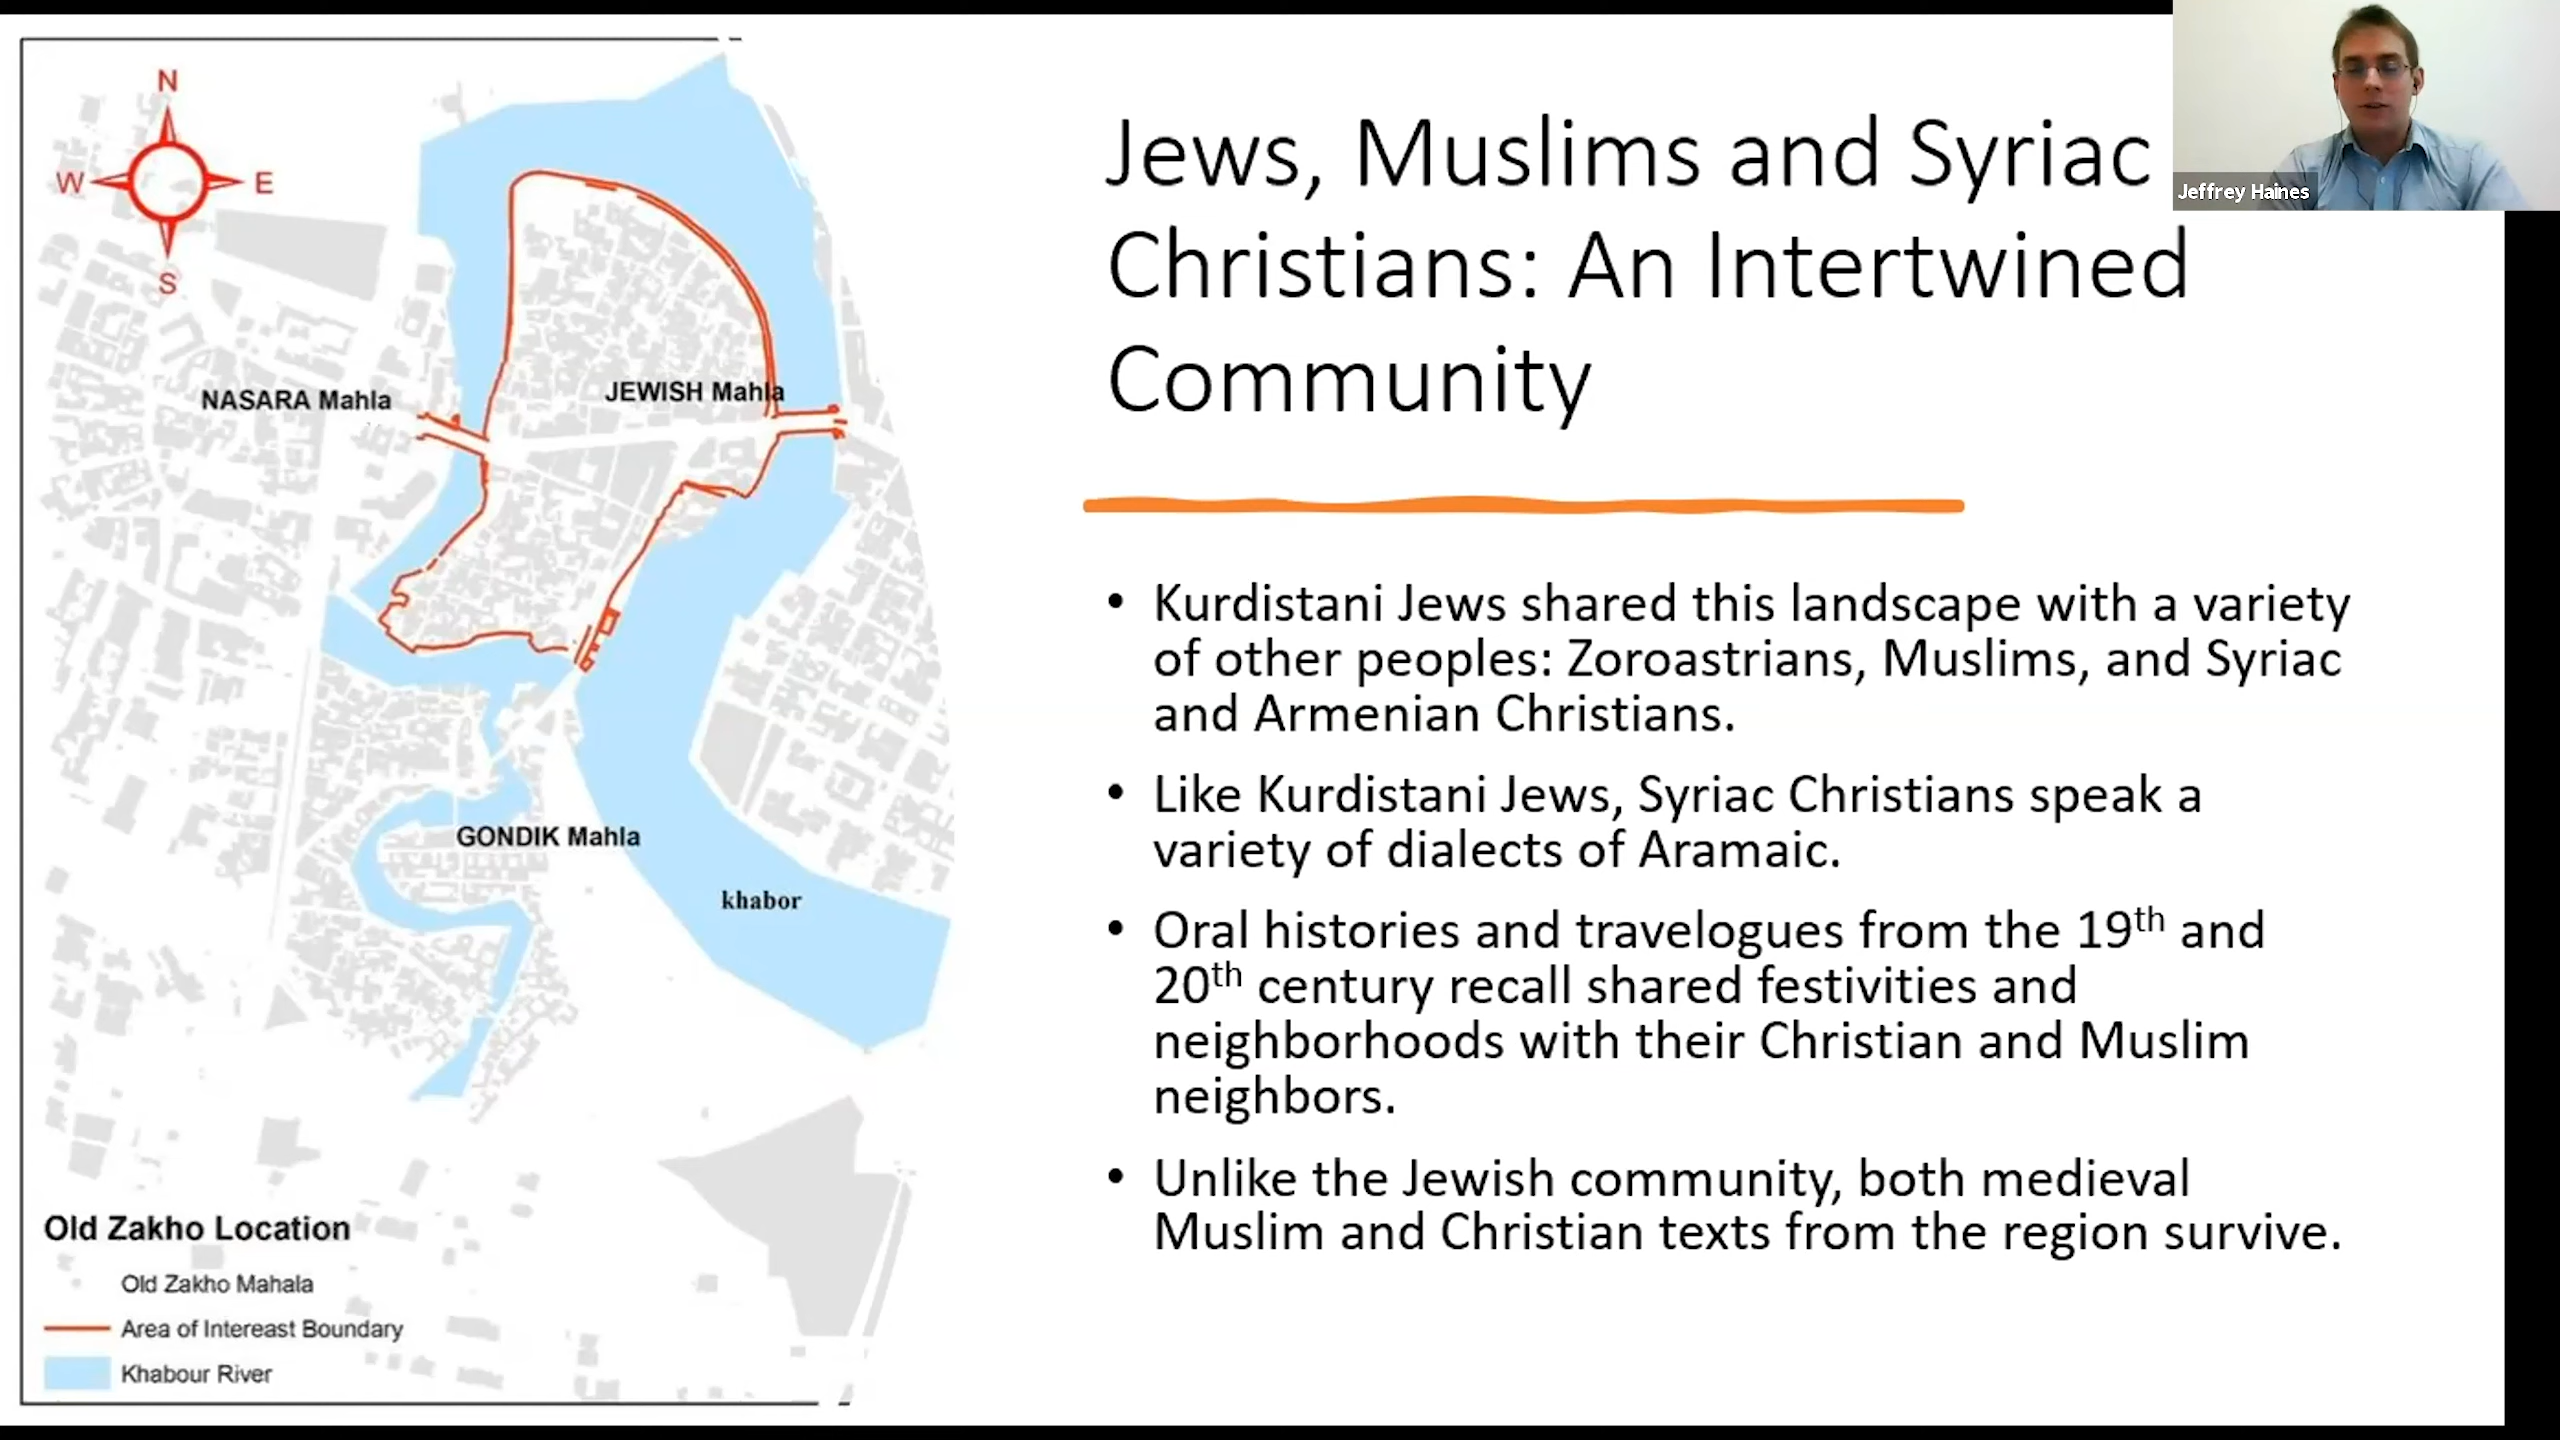 Jews, Muslims and Syriac
Christians: An Intertwined
Community
Jeffrey Haines
• Kurdistani Jews shared this landscape with a variety
of other peoples: Zoroastrians, Muslims, and Syriac
and Armenian Christians.
• Like Kurdistani Jews, Syriac Christians speak a
variety of dialects of Aramaic.
• Oral histories and travelogues from the 19th and
20th century recall shared festivities and
neighborhoods with their Christian and Muslim
neighbors.
• Unlike the Jewish community, both medieval
Muslim and Christian texts from the region survive.
N
W
E
S
NASARA Mahla
JEWISH Mahla
GONDIK Mahla
khabor
Old Zakho Location
Old Zakho Mahala
Area of Intereast Boundary
Khabour River